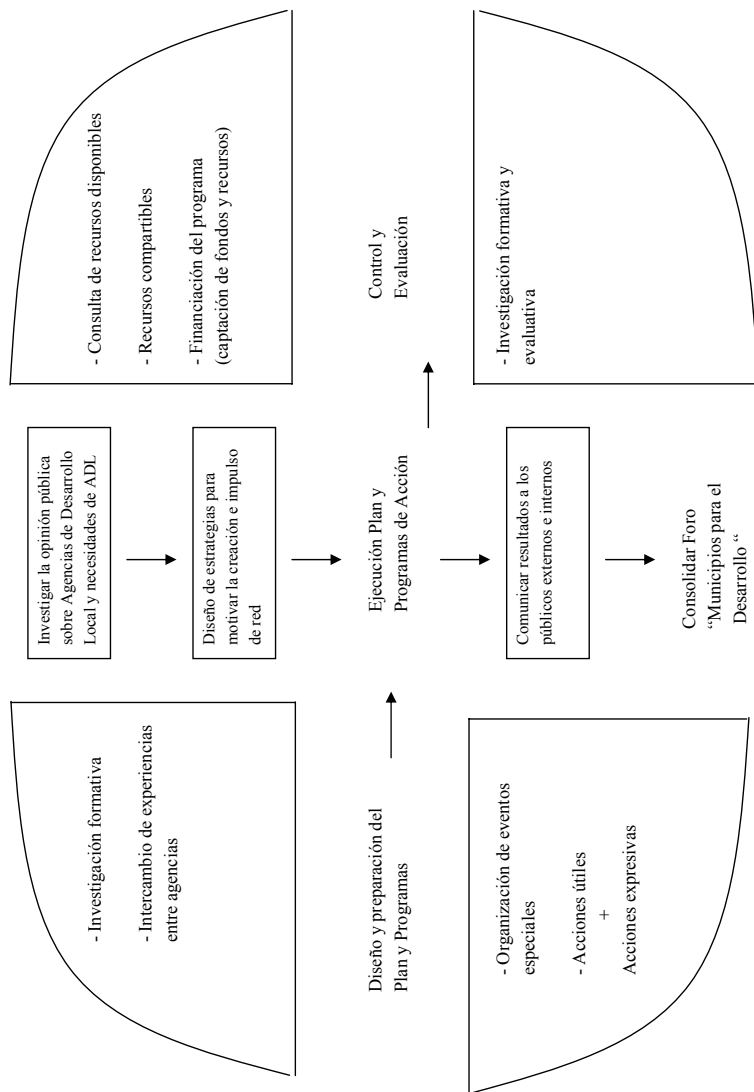 - Investigación formativa
- Intercambio de experiencias
entre agencias
Investigar la opinión pública
sobre Agencias de Desarrollo
Local y necesidades de ADL
Diseño de estrategias para
motivar la creación e impulso
de red
- Consulta de recursos disponibles
- Recursos compartibles
- Financiación del programa
(captación de fondos y recursos)
Diseño y preparación del
Plan y Programas
Ejecución Plan y
Programas de Acción
Control y
Evaluación
- Organización de eventos
especiales
- Acciones útiles
+
Acciones expresivas
Comunicar resultados a los
públicos externos e internos
Consolidar Foro
“Municipios para el
Desarrollo “
- Investigación formativa y
evaluativa